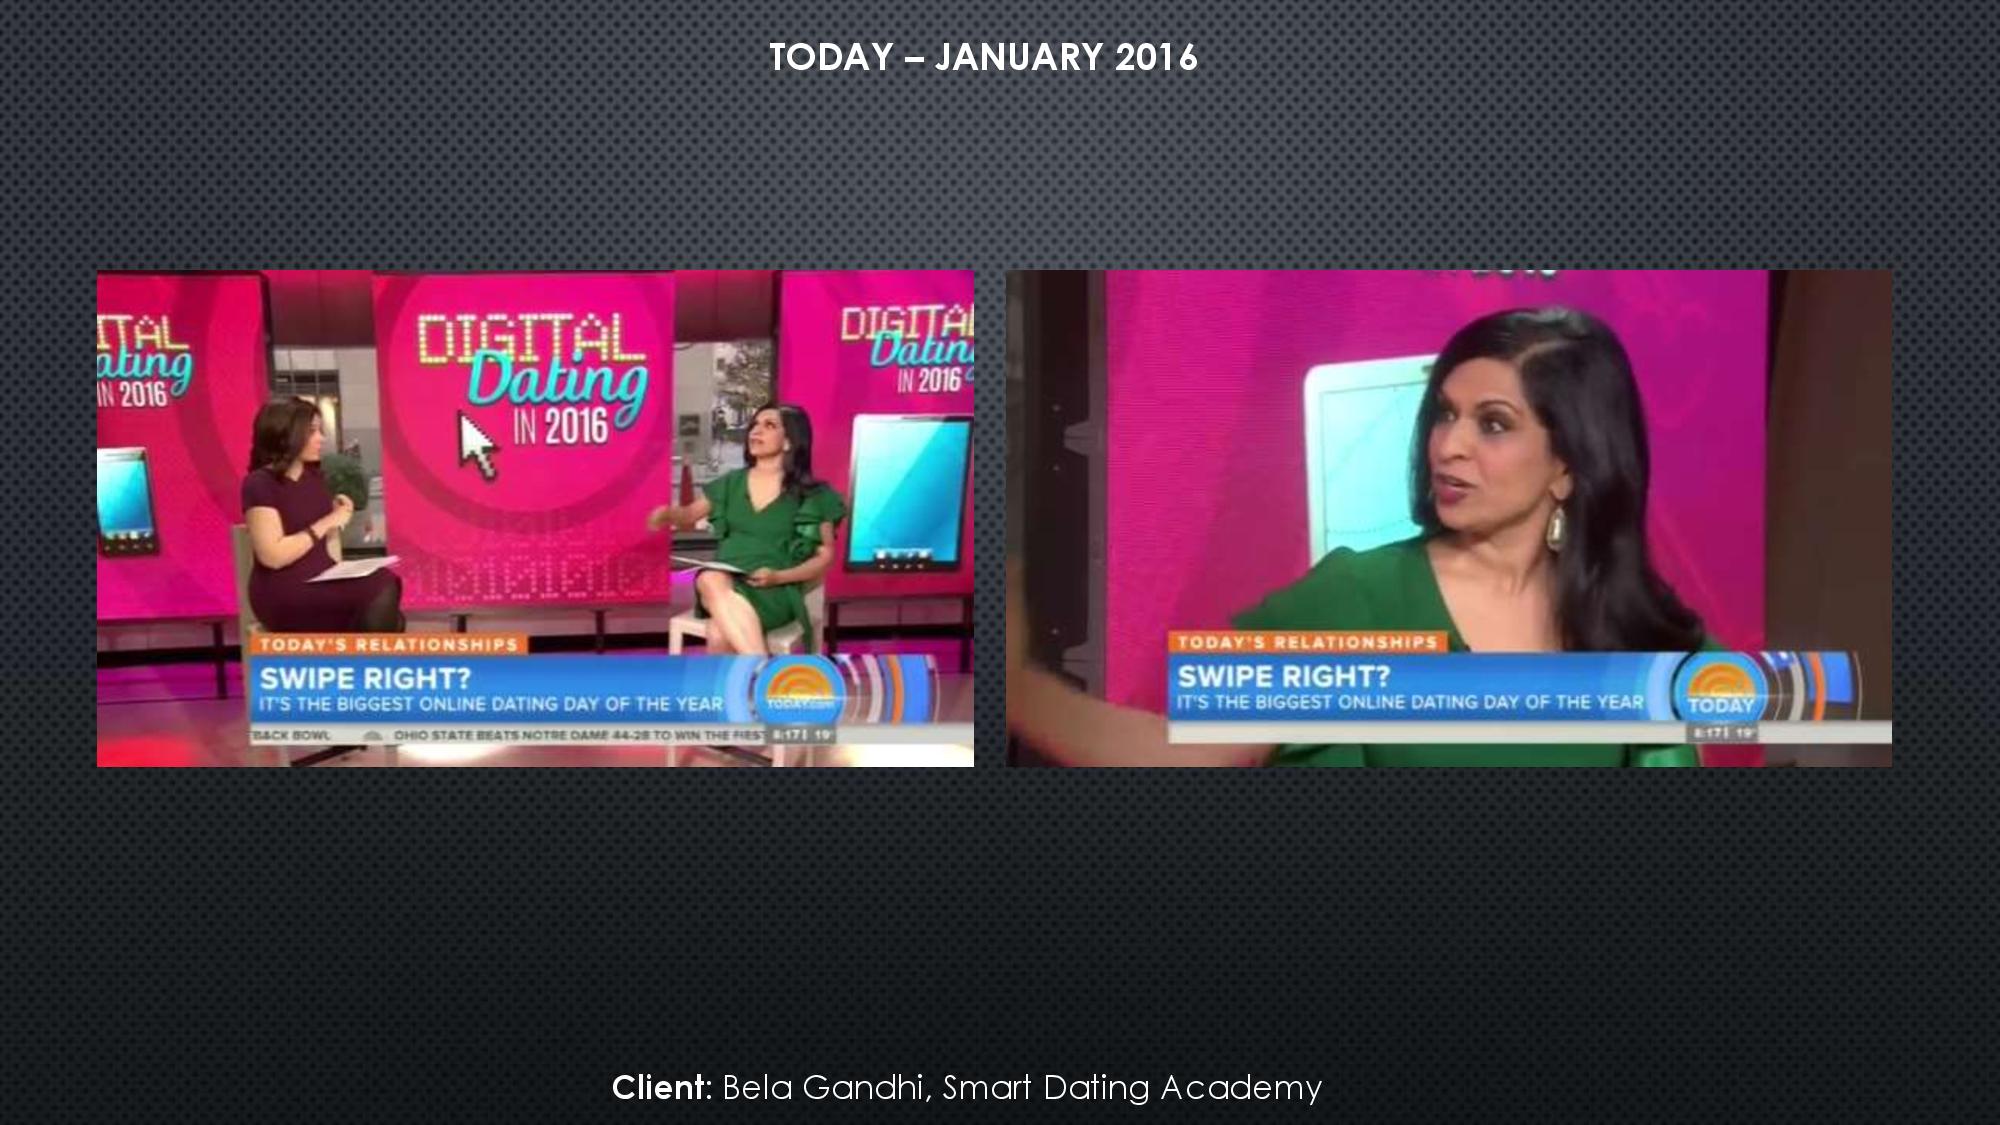 TODAY – JANUARY 2016
ITAL
ating
IN 2016
DIGITAL
Dating
IN 2016
DIGITAL
Datin
IN 2016
TODAY'S RELATIONSHIPS
SWIPE RIGHT?
IT'S THE BIGGEST ONLINE DATING DAY OF THE YEAR
TODAY.com
TBACK BOWL OHIO STATE BEATS NOTRE DAME 44-28 TO WIN THE FIEST 8:17 19°
TODAY'S RELATIONSHIPS
SWIPE RIGHT?
IT'S THE BIGGEST ONLINE DATING DAY OF THE YEAR
TODAY
8:17 19°
Client: Bela Gandhi, Smart Dating Academy